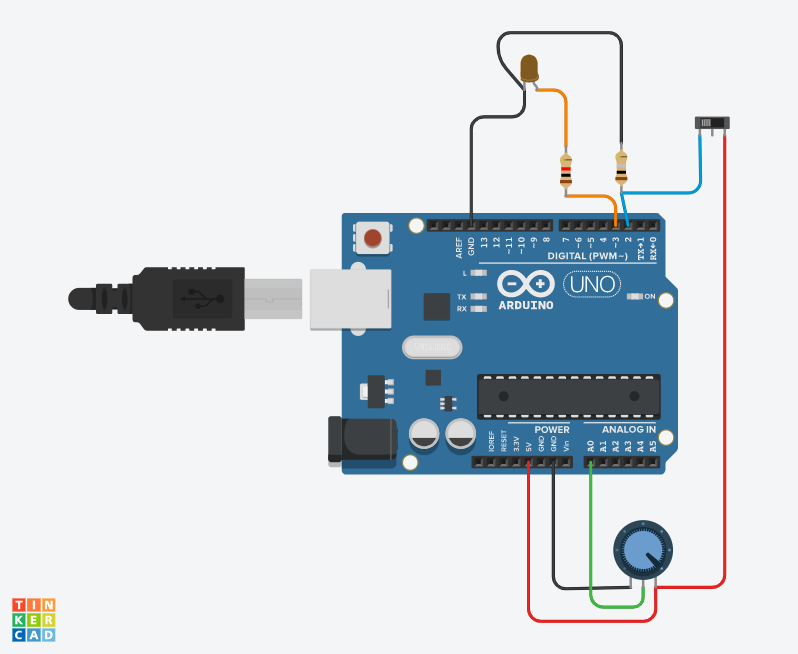 AREF
GND
13
12
~11
~10
~9
8
7
~6
~5
4
~3
2
TX→1
RX←0
DIGITAL (PWM~)
L
TX
RX
ARDUINO
UNO
ON
POWER
ANALOG IN
IOREF
RESET
3.3V
5V
GND
GND
Vin
A0
A1
A2
A3
A4
A5
TIN
KER
CAD